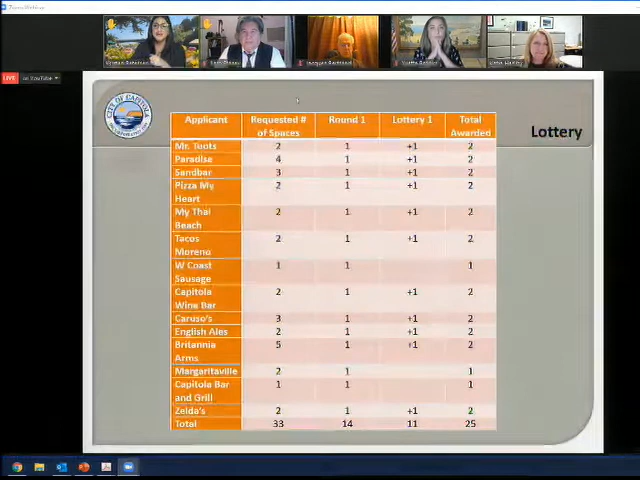 LIVE on YouTube
CITY OF CAPITOLA
Lottery
Applicant Requested # of Spaces Round 1 Lottery 1 Total Awarded
Mr. Toots 2 1 +1 2
Paradise 4 1 +1 2
Sandbar 3 1 +1 2
Pizza My Heart 2 1 +1 2
My Thai Beach 2 1 +1 2
Tacos Moreno 2 1 +1 2
W Coast Sausage 1 1 1
Capitola Wine Bar 2 1 +1 2
Caruso's 3 1 +1 2
English Ales 2 1 +1 2
Britannia Arms 5 1 +1 2
Margaritaville 2 1 1
Capitola Bar and Grill 1 1 1
Zelda's 2 1 +1 2
Total 33 14 11 25